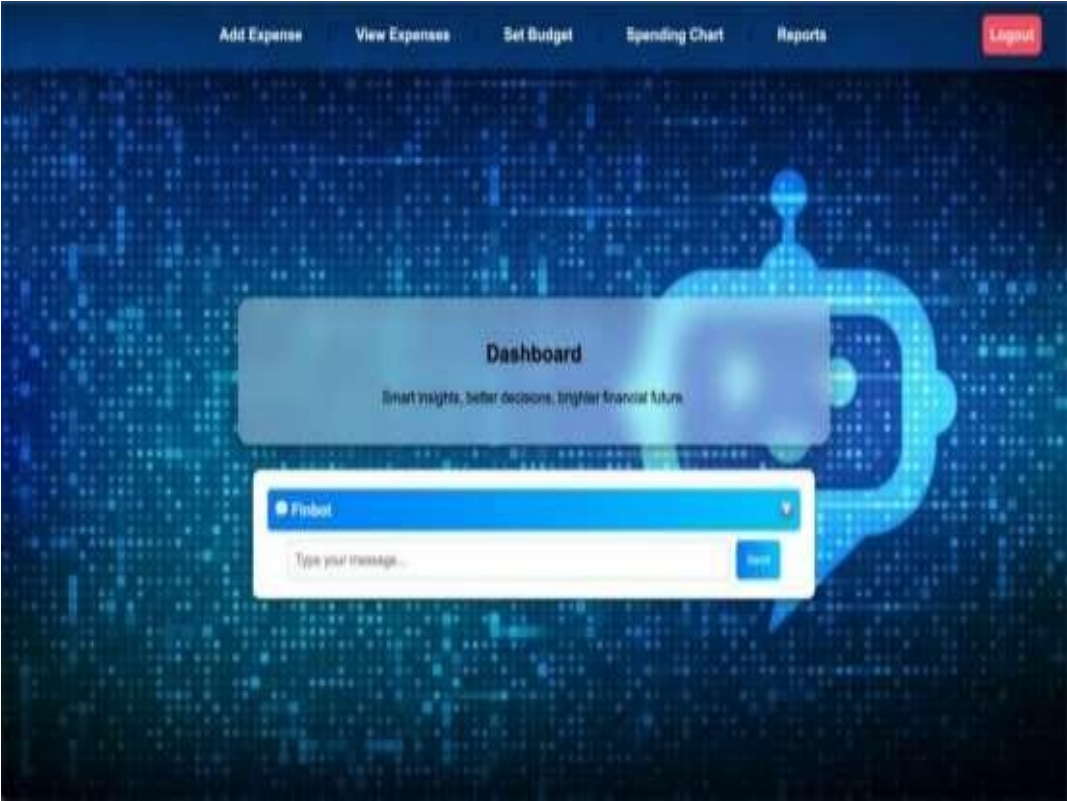 Add Expense View Expenses Set Budget Spending Chart Reports Logout
Dashboard
Smart insights, better decisions, brighter financial future
Finbot
Type your message...
Send